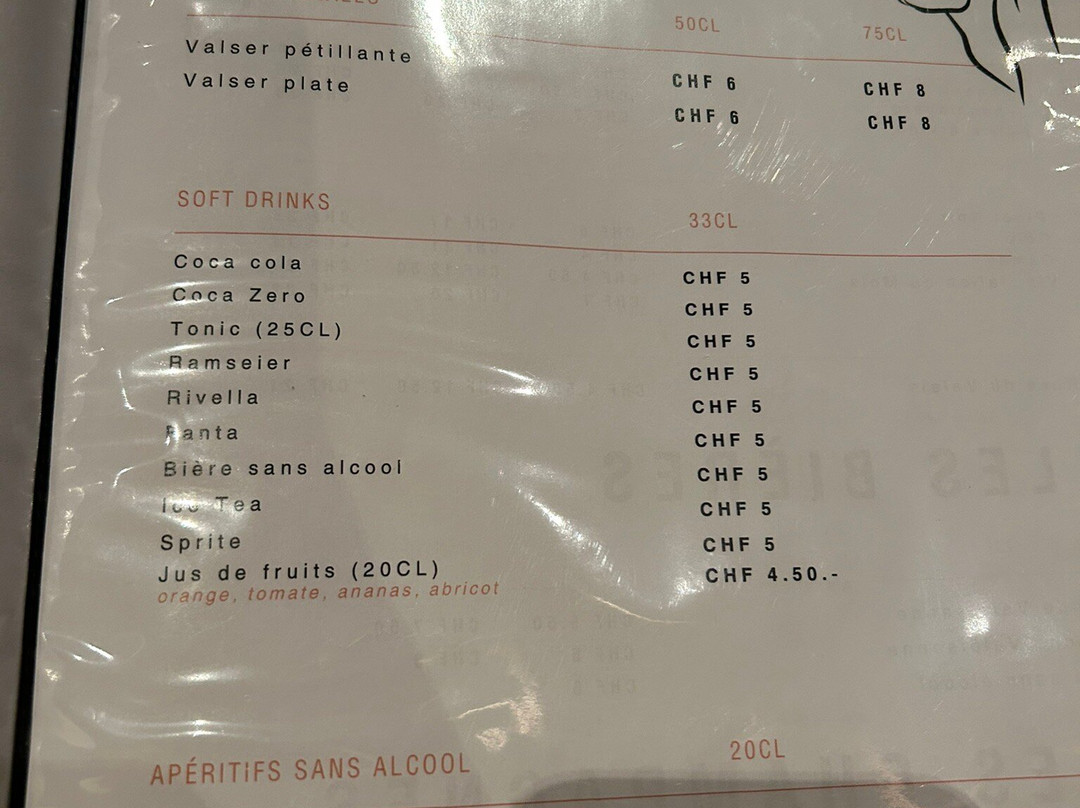 50CL 75CL
Valser pétillante CHF 6 CHF 8
Valser plate CHF 6 CHF 8
SOFT DRINKS 33CL
Coca cola CHF 5
Coca Zero CHF 5
Tonic (25CL) CHF 5
Ramseier CHF 5
Rivella CHF 5
Fanta CHF 5
Bière sans alcool CHF 5
Ice Tea CHF 5
Sprite CHF 5
Jus de fruits (20CL) CHF 4.50.-
orange, tomate, ananas, abricot
APÉRITiFS SANS ALCOOL 20CL